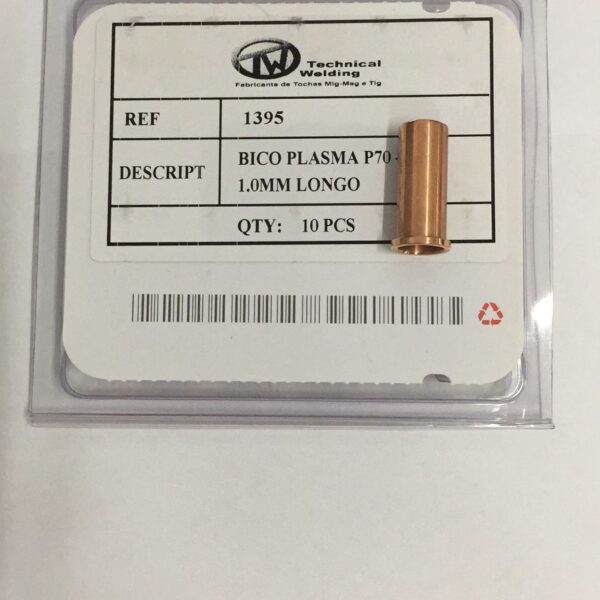 TW Technical
Welding
Fabricante de Tochas Mig-Mag e Tig
REF 1395
DESCRIPT BICO PLASMA P70 -
1.0MM LONGO
QTY: 10 PCS